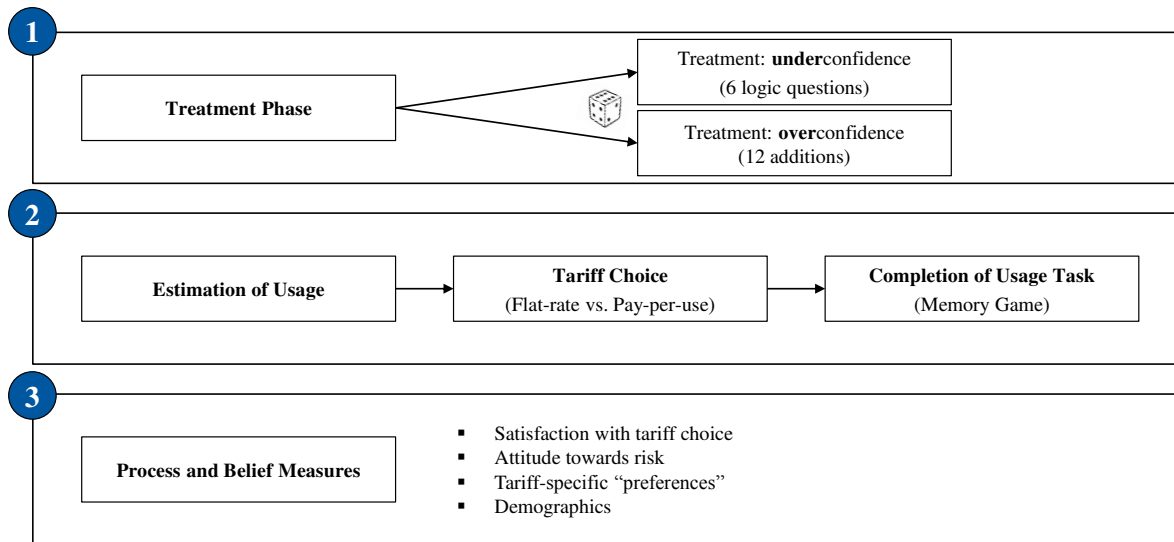 1
Treatment Phase
Treatment: underconfidence
(6 logic questions)
Treatment: overconfidence
(12 additions)
2
Estimation of Usage
Tariff Choice
(Flat-rate vs. Pay-per-use)
Completion of Usage Task
(Memory Game)
3
Process and Belief Measures
▪ Satisfaction with tariff choice
▪ Attitude towards risk
▪ Tariff-specific “preferences”
▪ Demographics